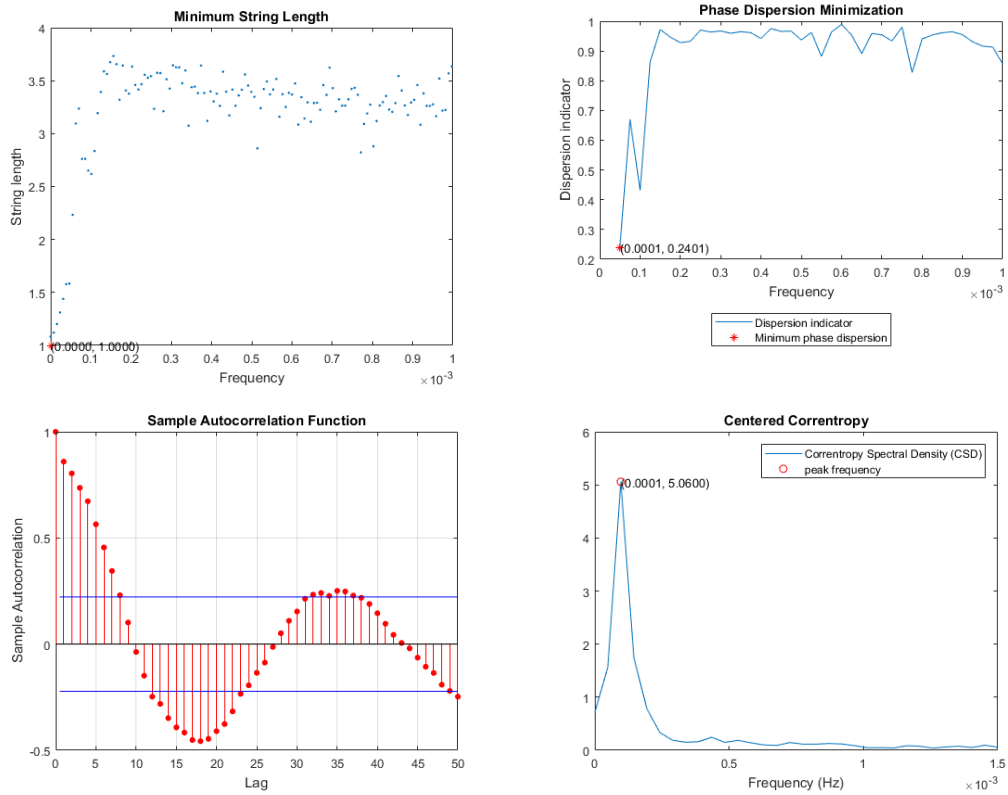 Minimum String Length
4
3.5
3
2.5
2
1.5
1
String length
(0.0000, 1.0000)
0 0.1 0.2 0.3 0.4 0.5 0.6 0.7 0.8 0.9 1
Frequency
× 10⁻³
Phase Dispersion Minimization
1
0.9
0.8
0.7
0.6
0.5
0.4
0.3
0.2
Dispersion indicator
(0.0001, 0.2401)
0 0.1 0.2 0.3 0.4 0.5 0.6 0.7 0.8 0.9 1
Frequency
× 10⁻³
Dispersion indicator
Minimum phase dispersion
Sample Autocorrelation Function
1
0.5
0
-0.5
Sample Autocorrelation
0 5 10 15 20 25 30 35 40 45 50
Lag
Centered Correntropy
6
5
4
3
2
1
0
Correntropy Spectral Density (CSD)
peak frequency
(0.0001, 5.0600)
0 0.5 1 1.5
Frequency (Hz)
× 10⁻³